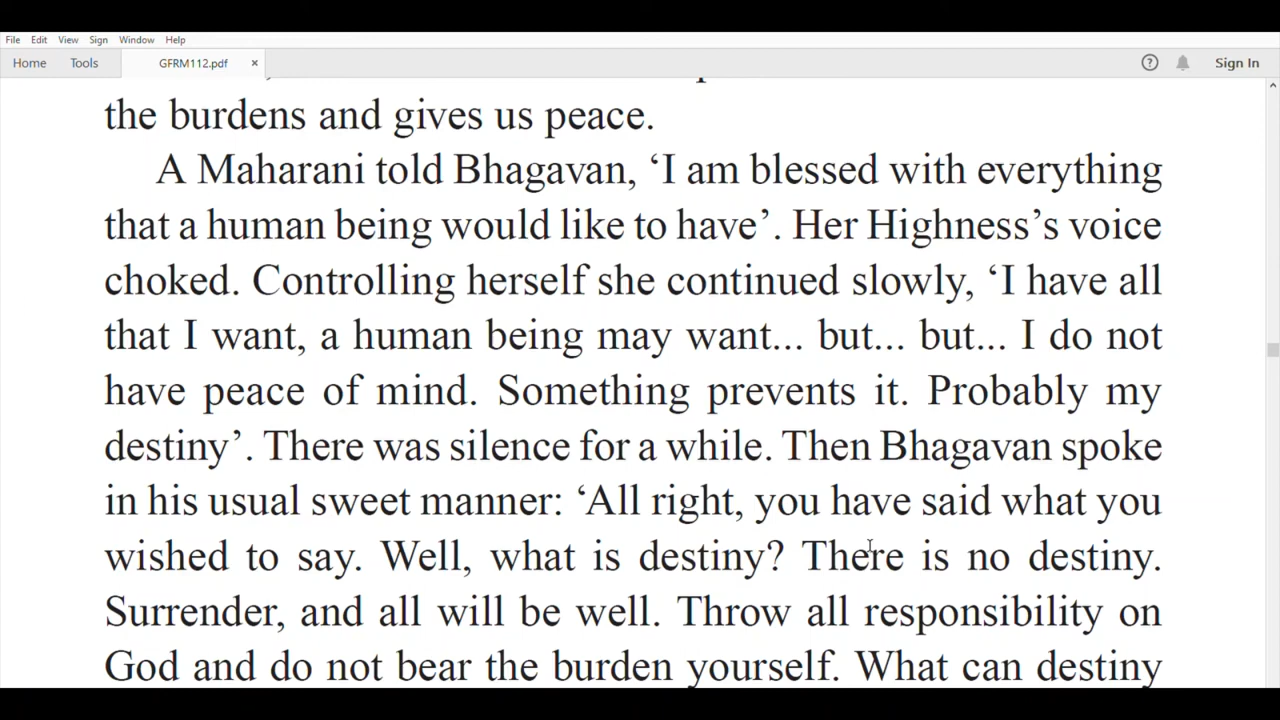 File Edit View Sign Window Help
Home Tools GFRM112.pdf × ? Sign In
the burdens and gives us peace.
A Maharani told Bhagavan, ‘I am blessed with everything
that a human being would like to have’. Her Highness’s voice
choked. Controlling herself she continued slowly, ‘I have all
that I want, a human being may want... but... but... I do not
have peace of mind. Something prevents it. Probably my
destiny’. There was silence for a while. Then Bhagavan spoke
in his usual sweet manner: ‘All right, you have said what you
wished to say. Well, what is destiny? There is no destiny.
Surrender, and all will be well. Throw all responsibility on
God and do not bear the burden yourself. What can destiny